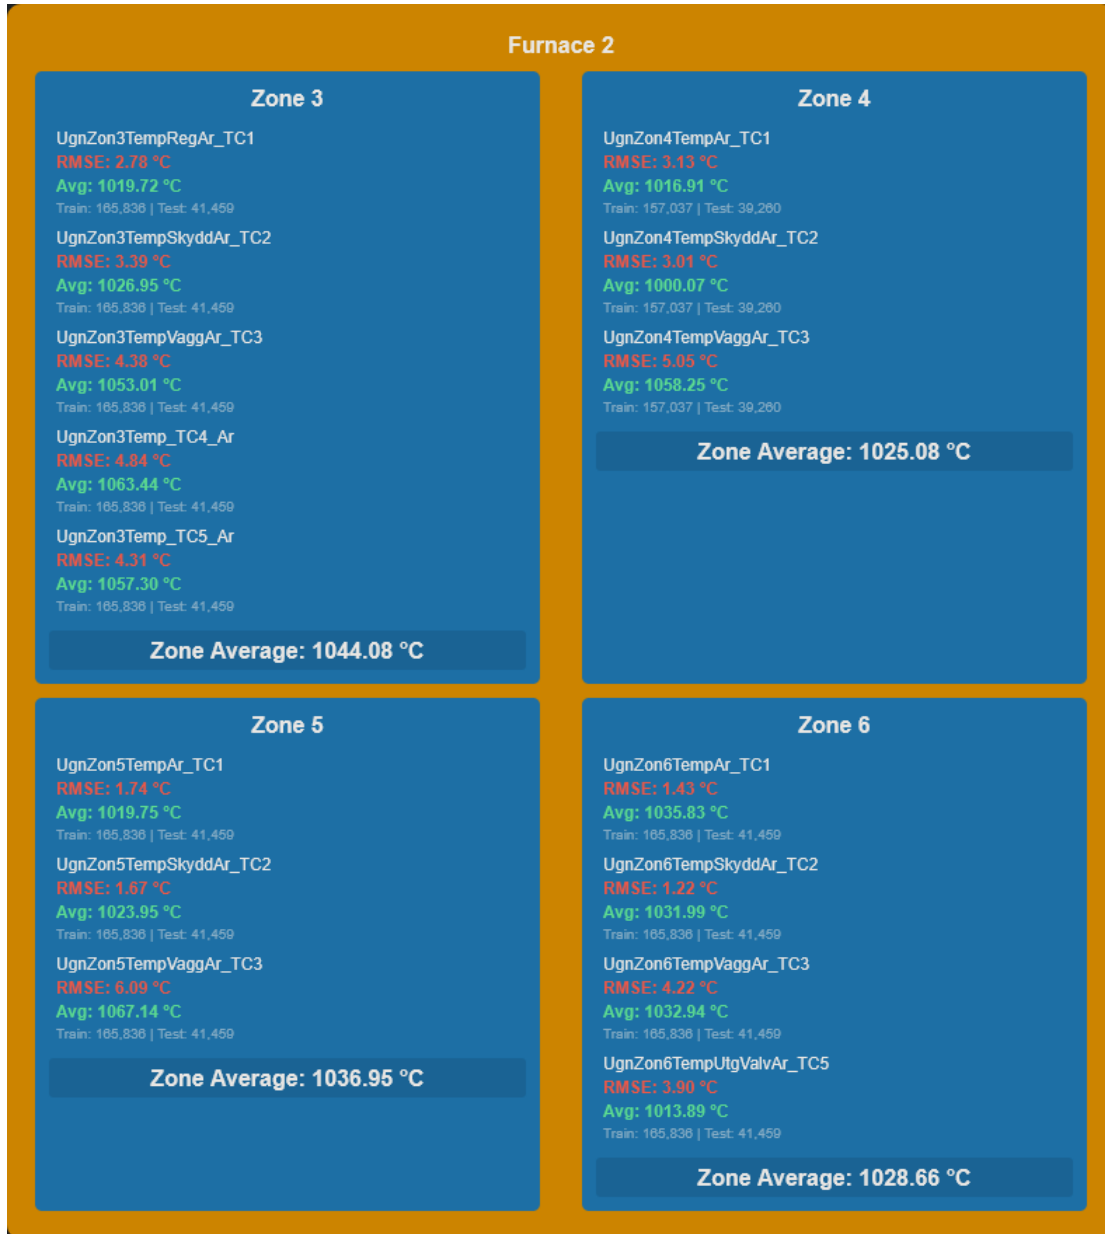 Furnace 2
Zone 3
UgnZon3TempRegAr_TC1
RMSE: 2.78 °C
Avg: 1019.72 °C
Train: 165,836 | Test: 41,459
UgnZon3TempSkyddAr_TC2
RMSE: 3.39 °C
Avg: 1026.95 °C
Train: 165,836 | Test: 41,459
UgnZon3TempVaggAr_TC3
RMSE: 4.38 °C
Avg: 1053.01 °C
Train: 165,836 | Test: 41,459
UgnZon3Temp_TC4_Ar
RMSE: 4.84 °C
Avg: 1063.44 °C
Train: 165,836 | Test: 41,459
UgnZon3Temp_TC5_Ar
RMSE: 4.31 °C
Avg: 1057.30 °C
Train: 165,836 | Test: 41,459
Zone Average: 1044.08 °C
Zone 4
UgnZon4TempAr_TC1
RMSE: 3.13 °C
Avg: 1016.91 °C
Train: 157,037 | Test: 39,260
UgnZon4TempSkyddAr_TC2
RMSE: 3.01 °C
Avg: 1000.07 °C
Train: 157,037 | Test: 39,260
UgnZon4TempVaggAr_TC3
RMSE: 5.05 °C
Avg: 1058.25 °C
Train: 157,037 | Test: 39,260
Zone Average: 1025.08 °C
Zone 5
UgnZon5TempAr_TC1
RMSE: 1.74 °C
Avg: 1019.75 °C
Train: 165,836 | Test: 41,459
UgnZon5TempSkyddAr_TC2
RMSE: 1.67 °C
Avg: 1023.95 °C
Train: 165,836 | Test: 41,459
UgnZon5TempVaggAr_TC3
RMSE: 6.09 °C
Avg: 1067.14 °C
Train: 165,836 | Test: 41,459
Zone Average: 1036.95 °C
Zone 6
UgnZon6TempAr_TC1
RMSE: 1.43 °C
Avg: 1035.83 °C
Train: 165,836 | Test: 41,459
UgnZon6TempSkyddAr_TC2
RMSE: 1.22 °C
Avg: 1031.99 °C
Train: 165,836 | Test: 41,459
UgnZon6TempVaggAr_TC3
RMSE: 4.22 °C
Avg: 1032.94 °C
Train: 165,836 | Test: 41,459
UgnZon6TempUtgValvAr_TC5
RMSE: 3.90 °C
Avg: 1013.89 °C
Train: 165,836 | Test: 41,459
Zone Average: 1028.66 °C